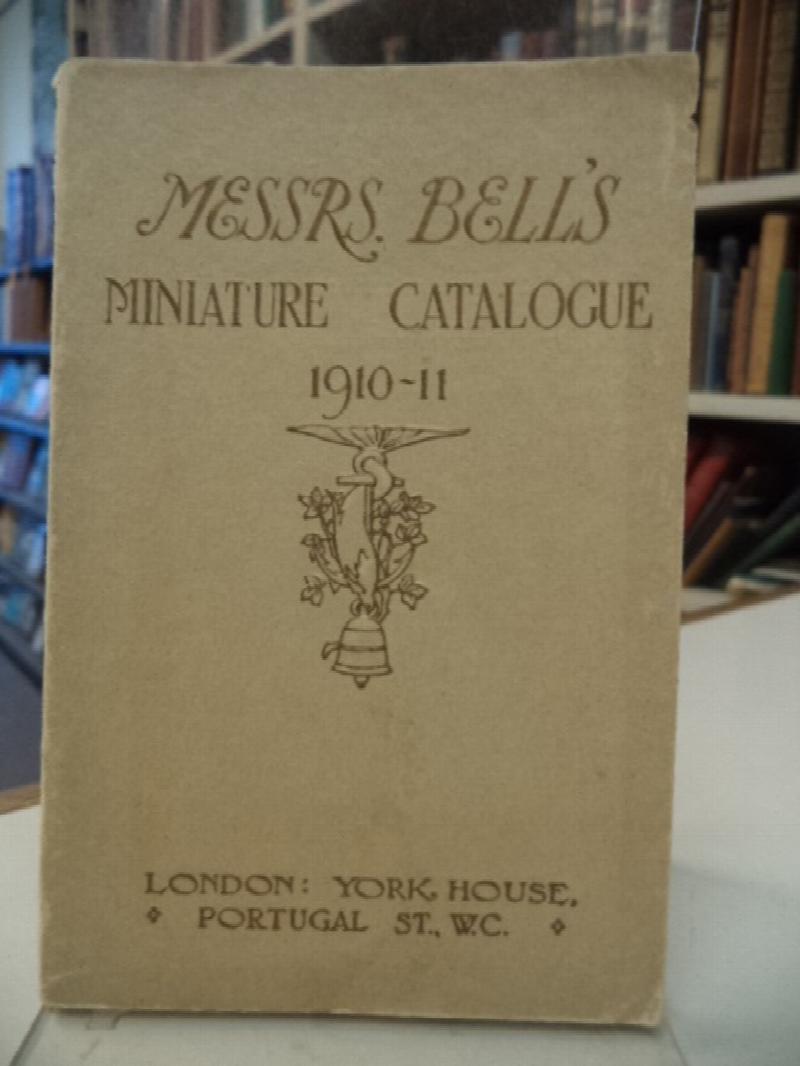 MESSRS. BELL'S
MINIATURE CATALOGUE
1910-11
LONDON: YORK HOUSE,
PORTUGAL ST., W.C.